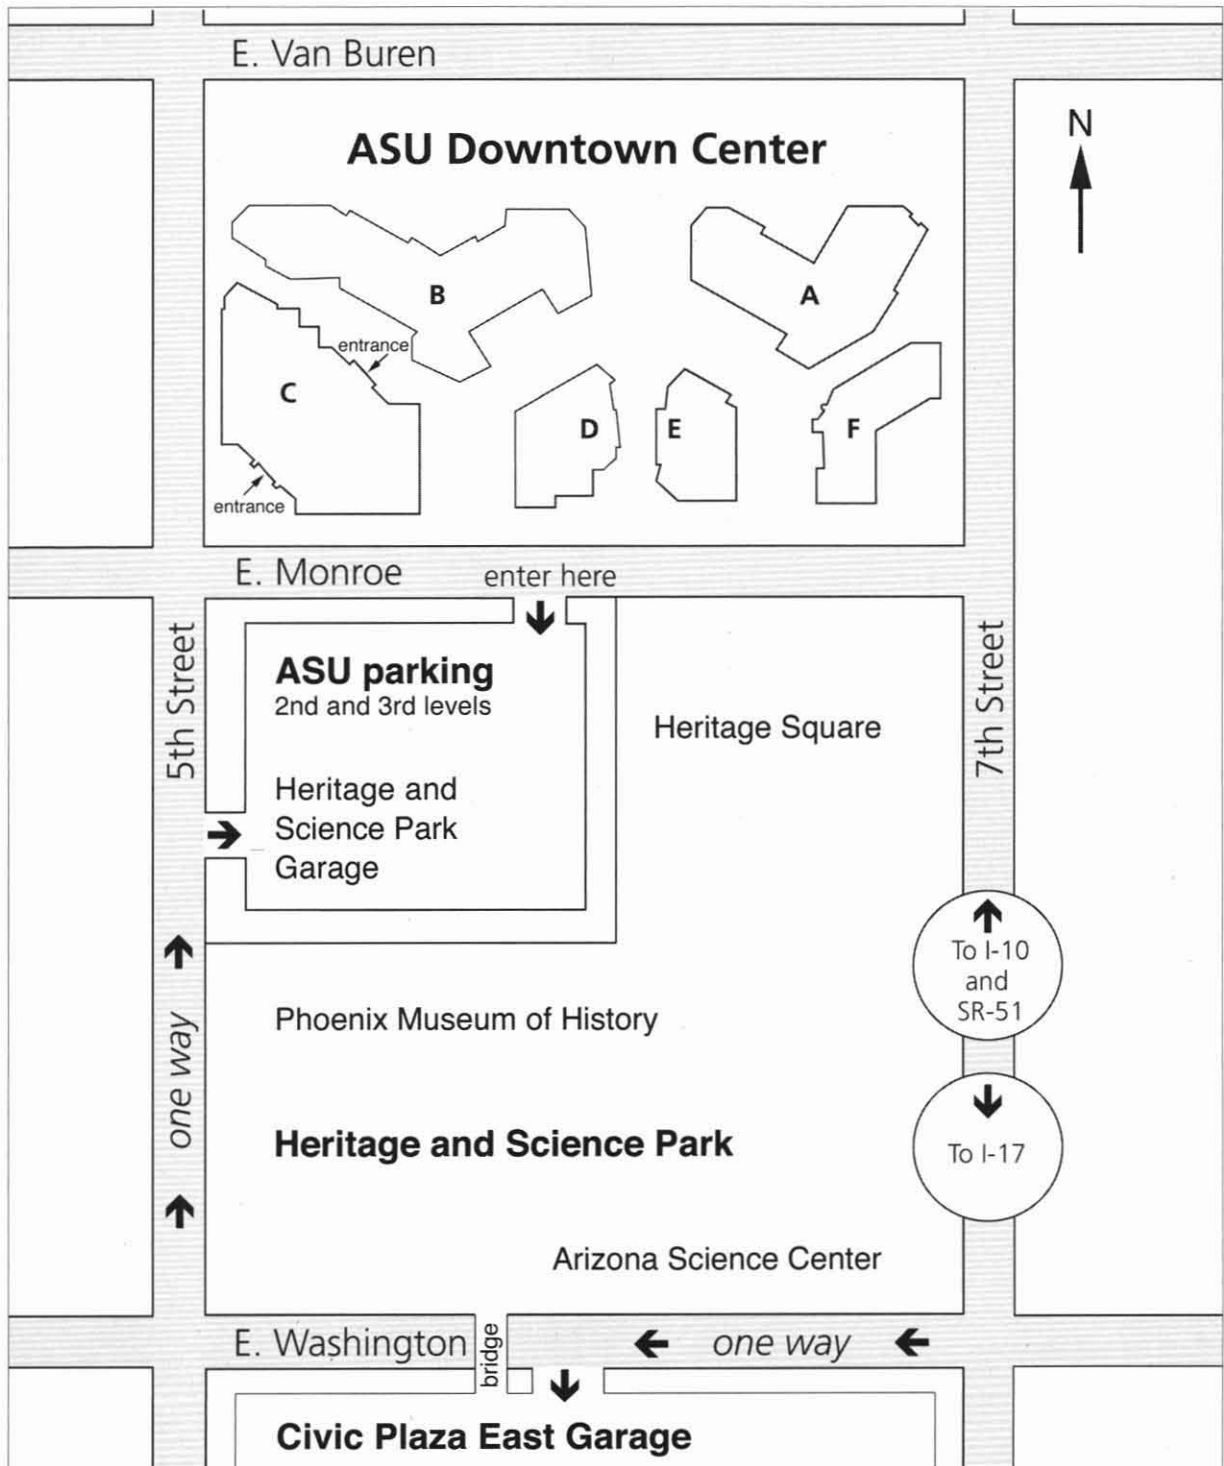 E. Van Buren
ASU Downtown Center
N
B
A
entrance
C
D
E
F
entrance
E. Monroe
enter here
5th Street
ASU parking
2nd and 3rd levels
Heritage Square
7th Street
Heritage and
Science Park
Garage
To I-10
and
SR-51
Phoenix Museum of History
one way
Heritage and Science Park
To I-17
Arizona Science Center
E. Washington
bridge
one way
Civic Plaza East Garage